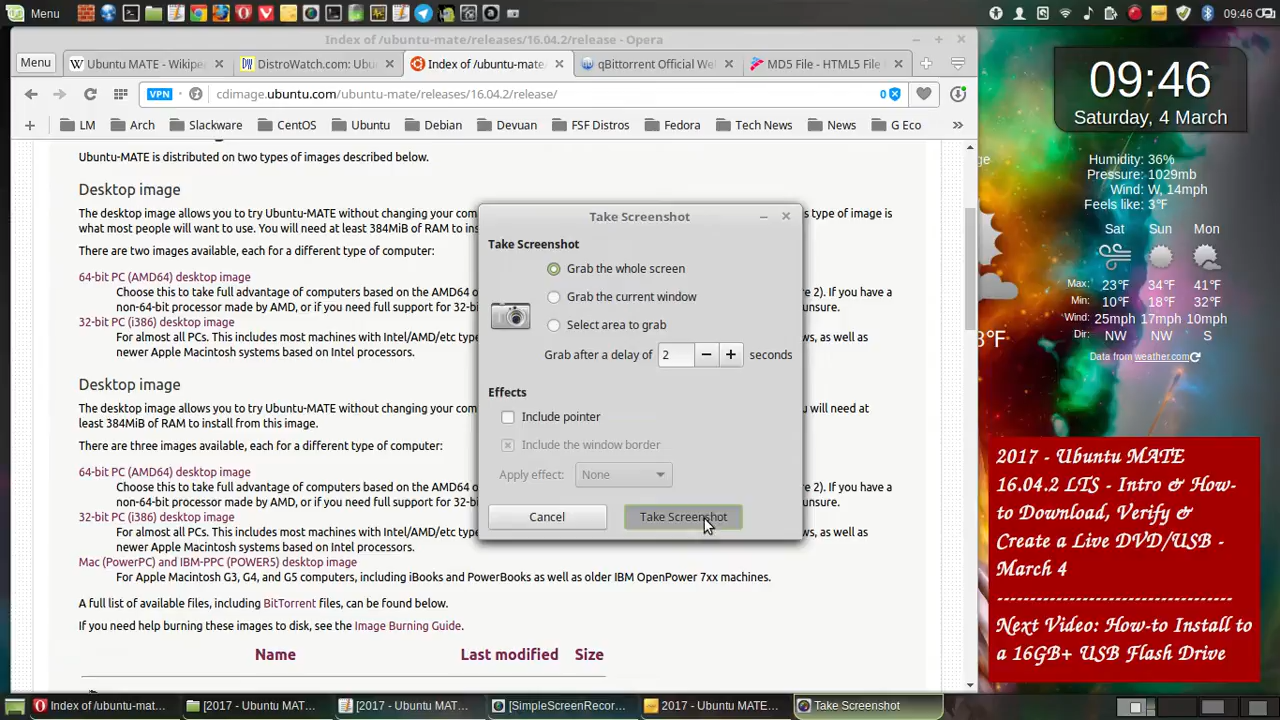 Menu
09:46
Index of /ubuntu-mate/releases/16.04.2/release - Opera
Menu
Ubuntu MATE - Wikipe
DistroWatch.com: Ubu
Index of /ubuntu-mate/
qBittorrent Official Web
MD5 File - HTML5 File
VPN
cdimage.ubuntu.com/ubuntu-mate/releases/16.04.2/release/
0
LM
Arch
Slackware
CentOS
Ubuntu
Debian
Devuan
FSF Distros
Fedora
Tech News
News
G Eco
»
Ubuntu-MATE is distributed on two types of images described below.
Desktop image
The desktop image allows you to try Ubuntu-MATE without changing your com
s type of image is
what most people will want to use. You will need at least 384MiB of RAM to ins
There are two images available, each for a different type of computer:
64-bit PC (AMD64) desktop image
Choose this to take full advantage of computers based on the AMD64 o
e 2). If you have a
non-64-bit processor made by AMD, or if you need full support for 32-b
32-bit PC (i386) desktop image
For almost all PCs. This includes most machines with Intel/AMD/etc type
ws, as well as
newer Apple Macintosh systems based on Intel processors.
Desktop image
The desktop image allows you to try Ubuntu-MATE without changing your com
u will need at
least 384MiB of RAM to install from this image.
There are three images available, each for a different type of computer:
64-bit PC (AMD64) desktop image
Choose this to take full advantage of computers based on the AMD64 o
e 2). If you have a
non-64-bit processor made by AMD, or if you need full support for 32-b
32-bit PC (i386) desktop image
For almost all PCs. This includes most machines with Intel/AMD/etc type
ws, as well as
newer Apple Macintosh systems based on Intel processors.
Mac (PowerPC) and IBM-PPC (POWER5) desktop image
For Apple Macintosh G3, G4, and G5 computers, including iBooks and PowerBooks as well as older IBM OpenPower 7xx machines.
A full list of available files, including BitTorrent files, can be found below.
If you need help burning these images to disk, see the Image Burning Guide.
Name Last modified Size
Take Screenshot
Take Screenshot
Grab the whole screen
Grab the current window
Select area to grab
Grab after a delay of 2 seconds
Effects
Include pointer
Include the window border
Apply effect: None
Cancel
Take Screenshot
09:46
Saturday, 4 March
Humidity: 36%
Pressure: 1029mb
Wind: W, 14mph
Feels like: 3°F
Sat Sun Mon
Max: 23°F 34°F 41°F
Min: 10°F 18°F 32°F
Wind: 25mph 17mph 10mph
Dir: NW NW S
Data from weather.com
2017 - Ubuntu MATE
16.04.2 LTS - Intro & How-
to Download, Verify &
Create a Live DVD/USB -
March 4
---------------------------------
Next Video: How-to Install to
a 16GB+ USB Flash Drive
Index of /ubuntu-mat...
[2017 - Ubuntu MAT...
[2017 - Ubuntu MAT...
[SimpleScreenRecor...
2017 - Ubuntu MATE...
Take Screenshot